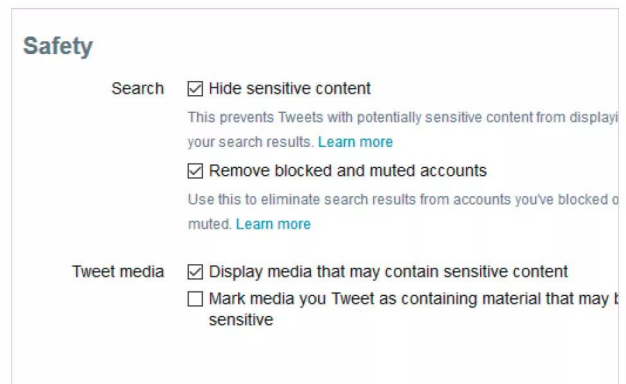 Safety
Search Hide sensitive content
This prevents Tweets with potentially sensitive content from
your search results. Learn more
Remove blocked and muted accounts
Use this to eliminate search results from accounts you've blocked
muted. Learn more
Tweet media Display media that may contain sensitive content
Mark media you Tweet as containing material that may
sensitive